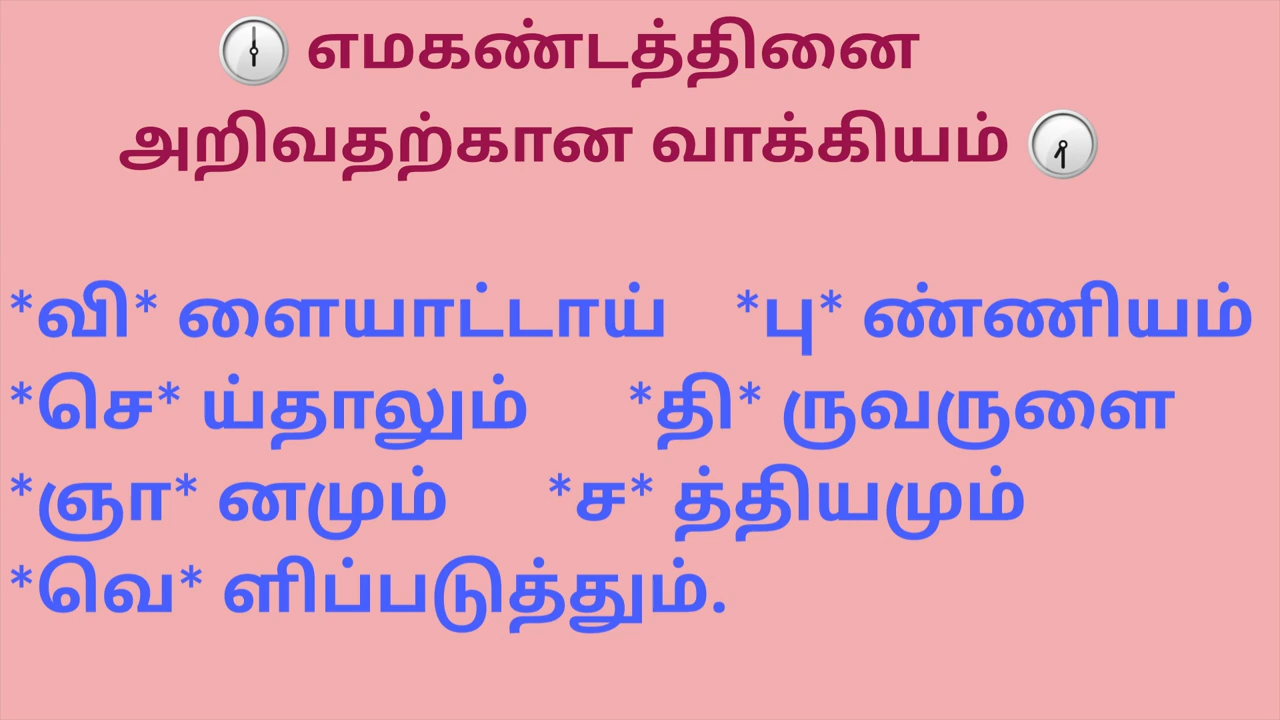 🕛 எமகண்டத்தினை
அறிவதற்கான வாக்கியம் 🕡
*வி* ளையாட்டாய் *பு* ண்ணியம்
*செ* ய்தாலும் *தி* ருவருளை
*ஞா* னமும் *ச* த்தியமும்
*வெ* ளிப்படுத்தும்.